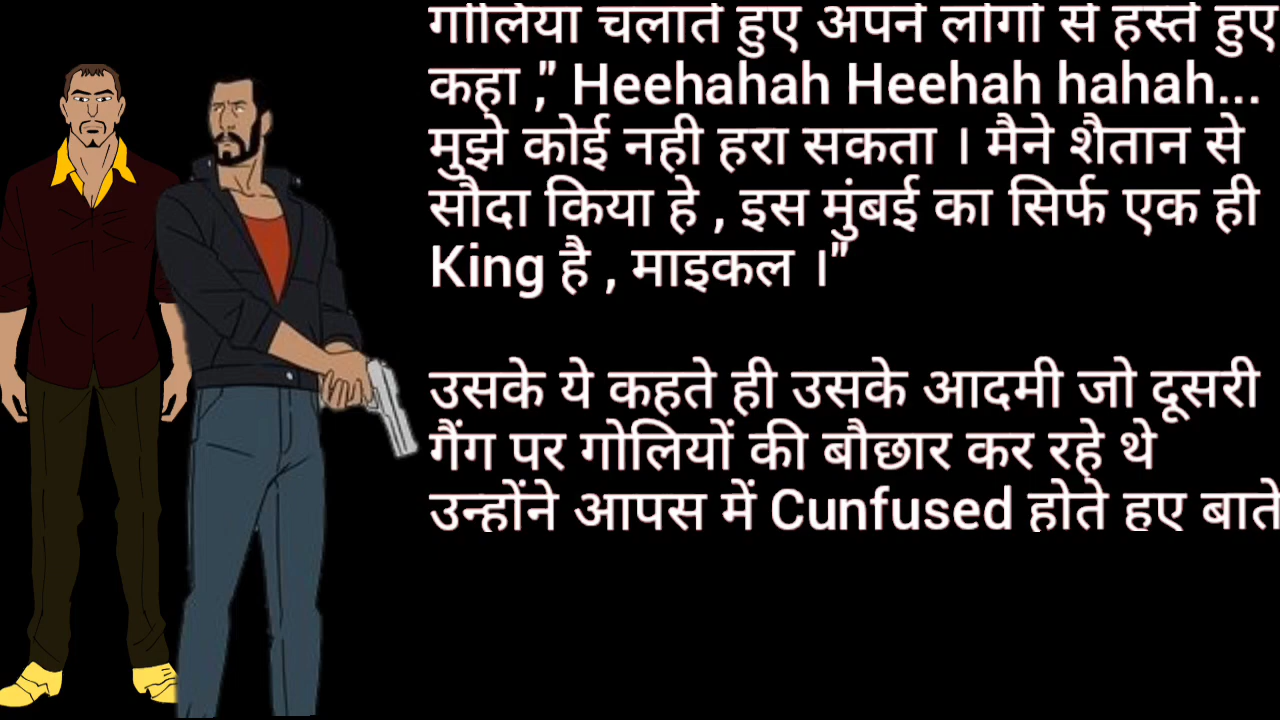 गोलिया चलाते हुए अपने लोगो से हस्ते हुए
कहा ,” Heehahah Heehah hahah...
मुझे कोई नही हरा सकता । मैने शैतान से
सौदा किया हे , इस मुंबई का सिर्फ एक ही
King है , माइकल ।”
उसके ये कहते ही उसके आदमी जो दूसरी
गैंग पर गोलियों की बौछार कर रहे थे
उन्होंने आपस में Cunfused होते हुए बाते